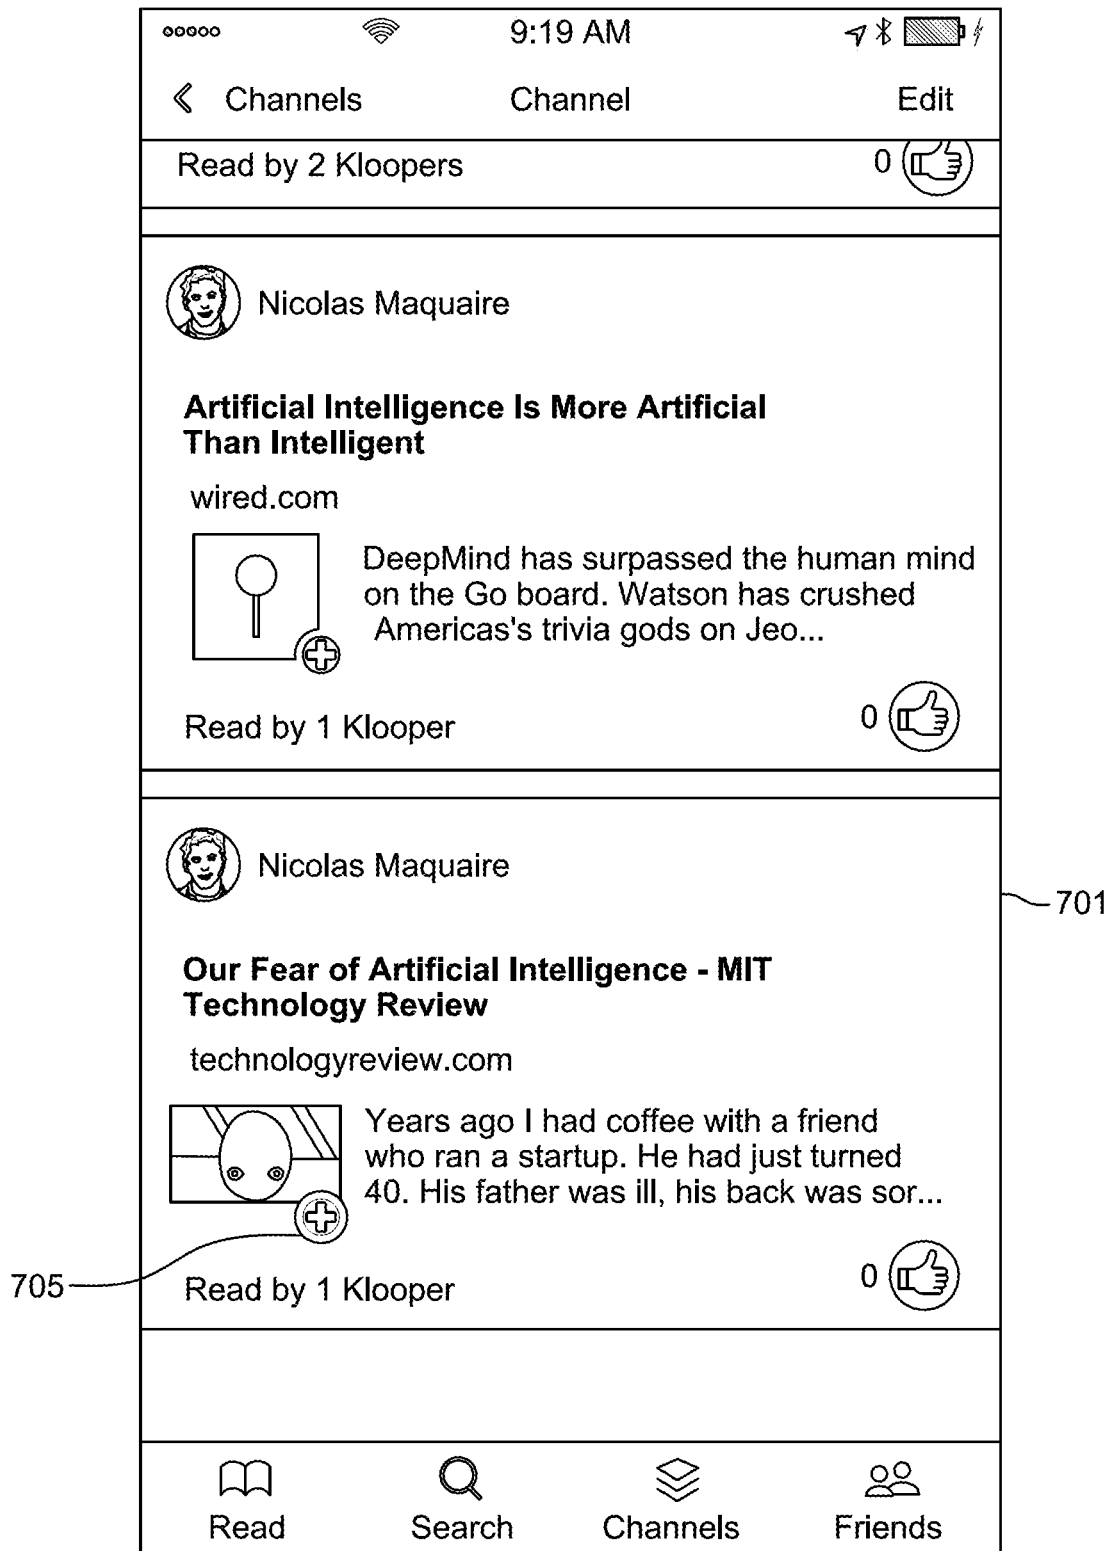 9:19 AM
Channels Channel Edit
Read by 2 Kloopers 0
Nicolas Maquaire
Artificial Intelligence Is More Artificial
Than Intelligent
wired.com
DeepMind has surpassed the human mind
on the Go board. Watson has crushed
Americas's trivia gods on Jeo...
Read by 1 Klooper 0
Nicolas Maquaire
701
Our Fear of Artificial Intelligence - MIT
Technology Review
technologyreview.com
Years ago I had coffee with a friend
who ran a startup. He had just turned
40. His father was ill, his back was sor...
705
Read by 1 Klooper 0
Read Search Channels Friends